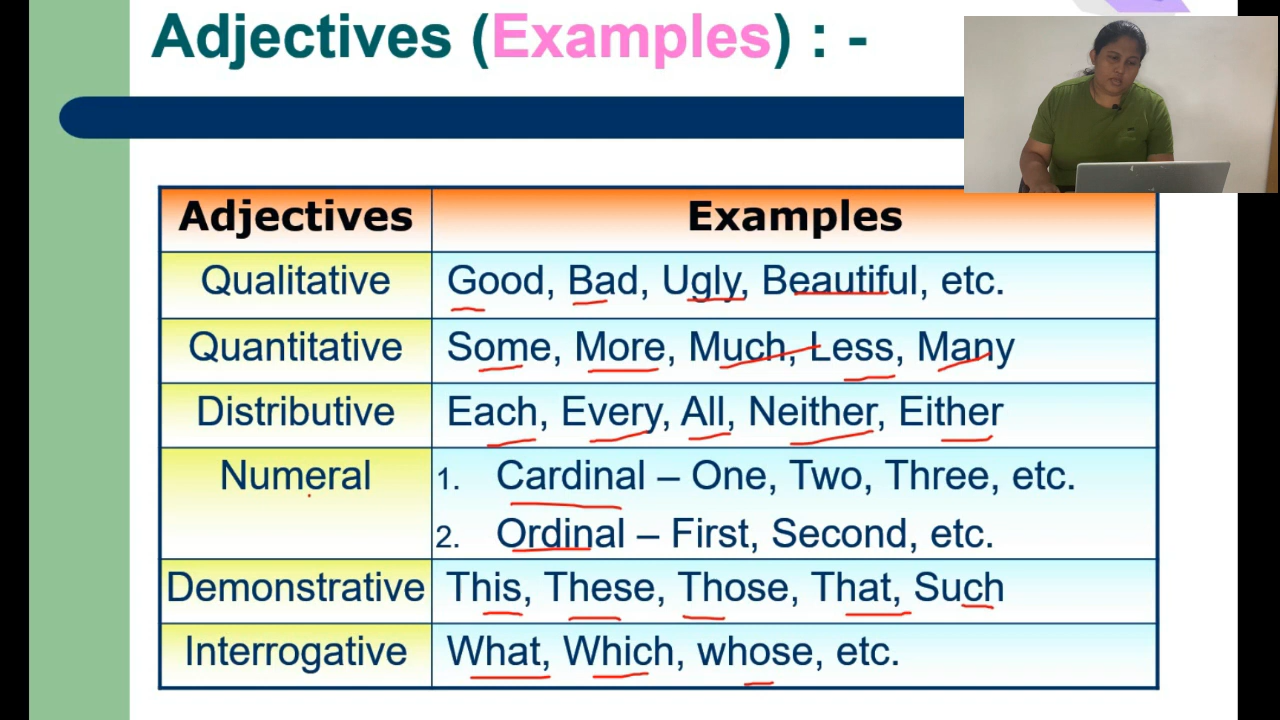 Adjectives (Examples) : -
Adjectives Examples
Qualitative Good, Bad, Ugly, Beautiful, etc.
Quantitative Some, More, Much, Less, Many
Distributive Each, Every, All, Neither, Either
Numeral 1. Cardinal – One, Two, Three, etc.
2. Ordinal – First, Second, etc.
Demonstrative This, These, Those, That, Such
Interrogative What, Which, whose, etc.